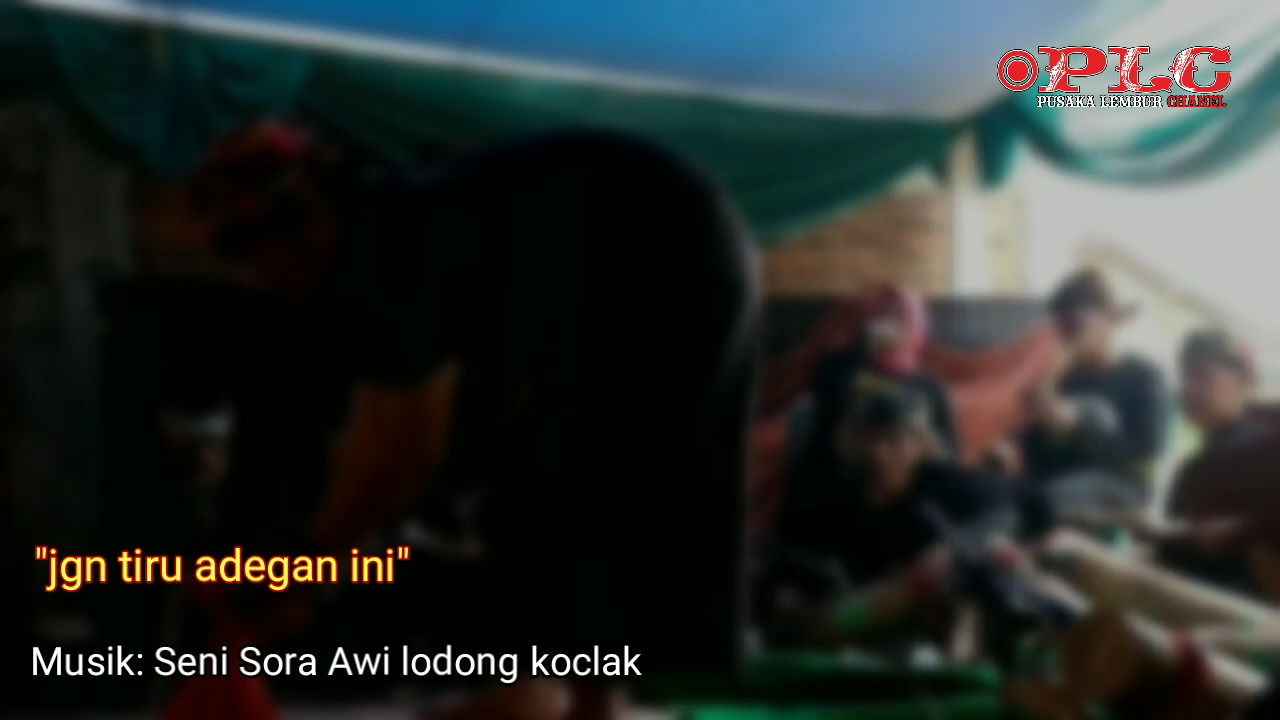 PLC
PUSAKA LEMBUR CHANEL
"jgn tiru adegan ini"
Musik: Seni Sora Awi lodong koclak